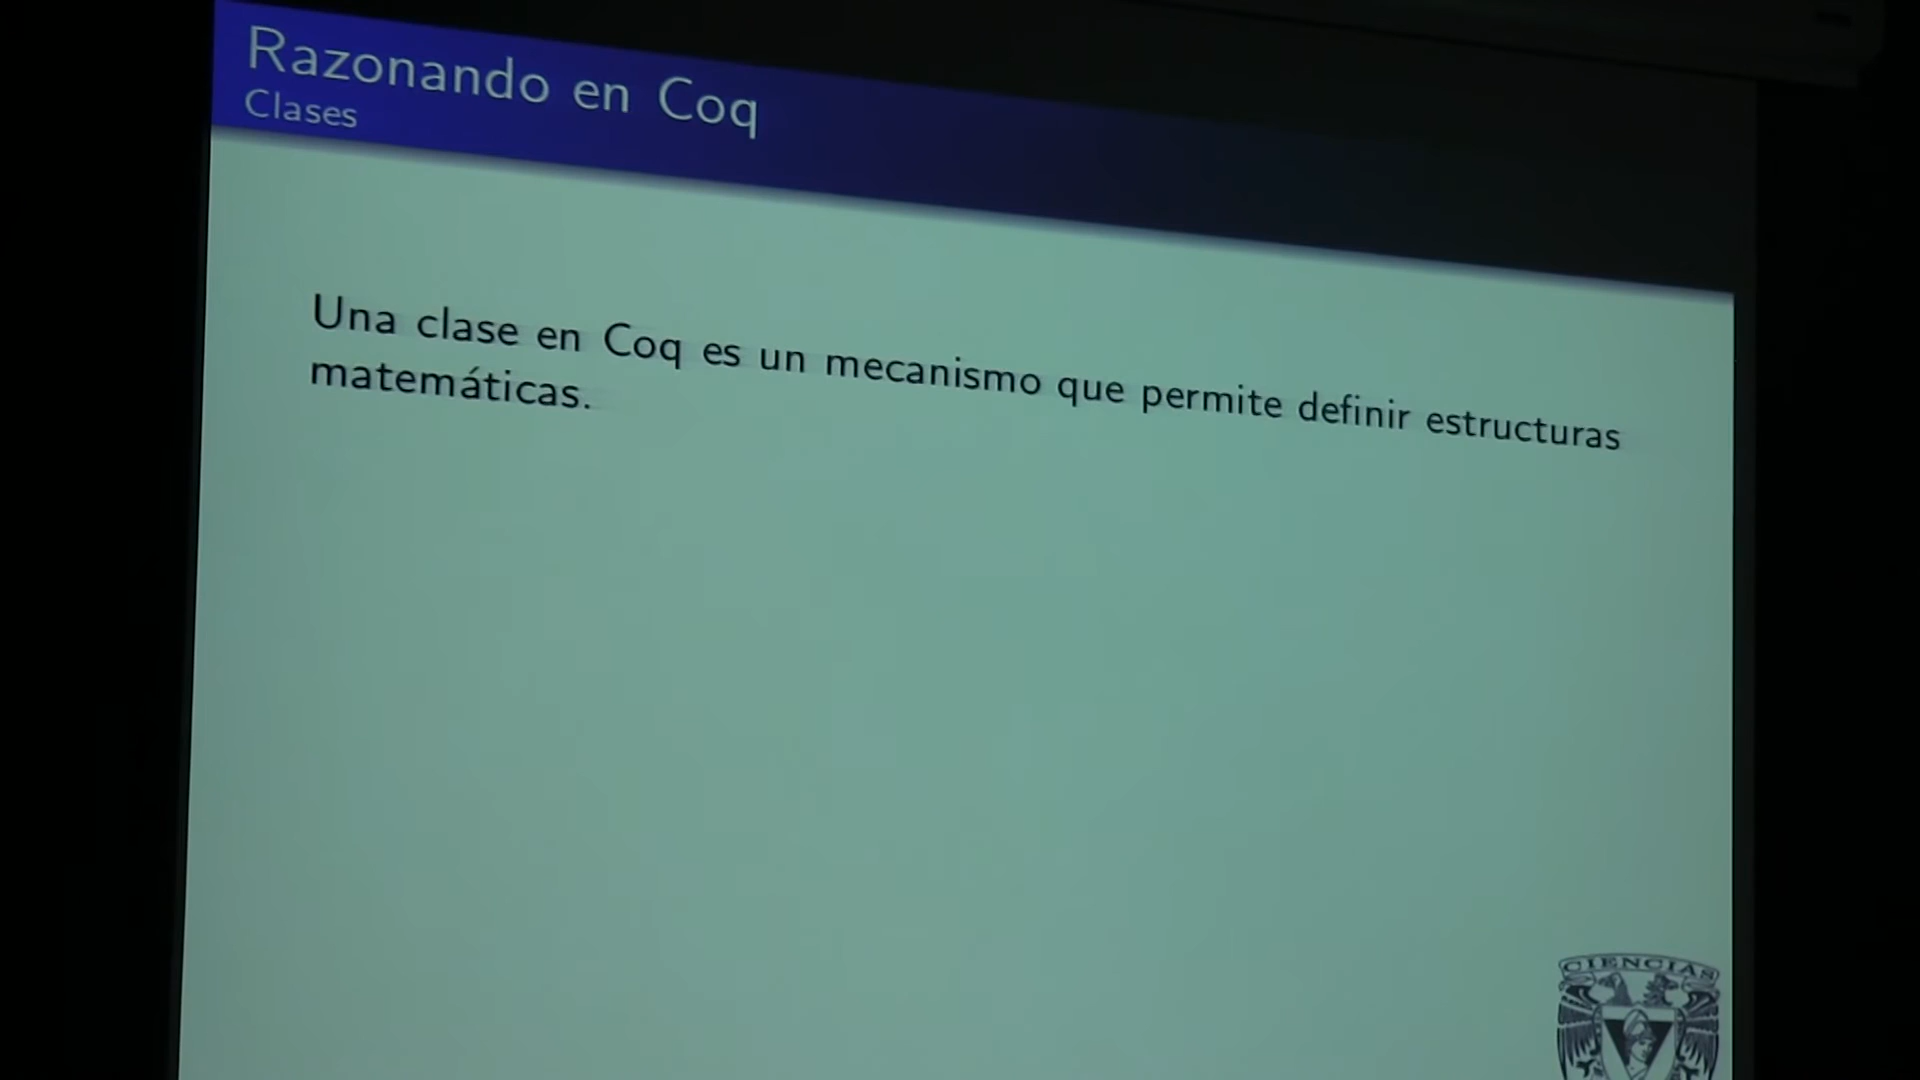 Razonando en Coq
Clases
Una clase en Coq es un mecanismo que permite definir estructuras
matemáticas.
CIENCIAS